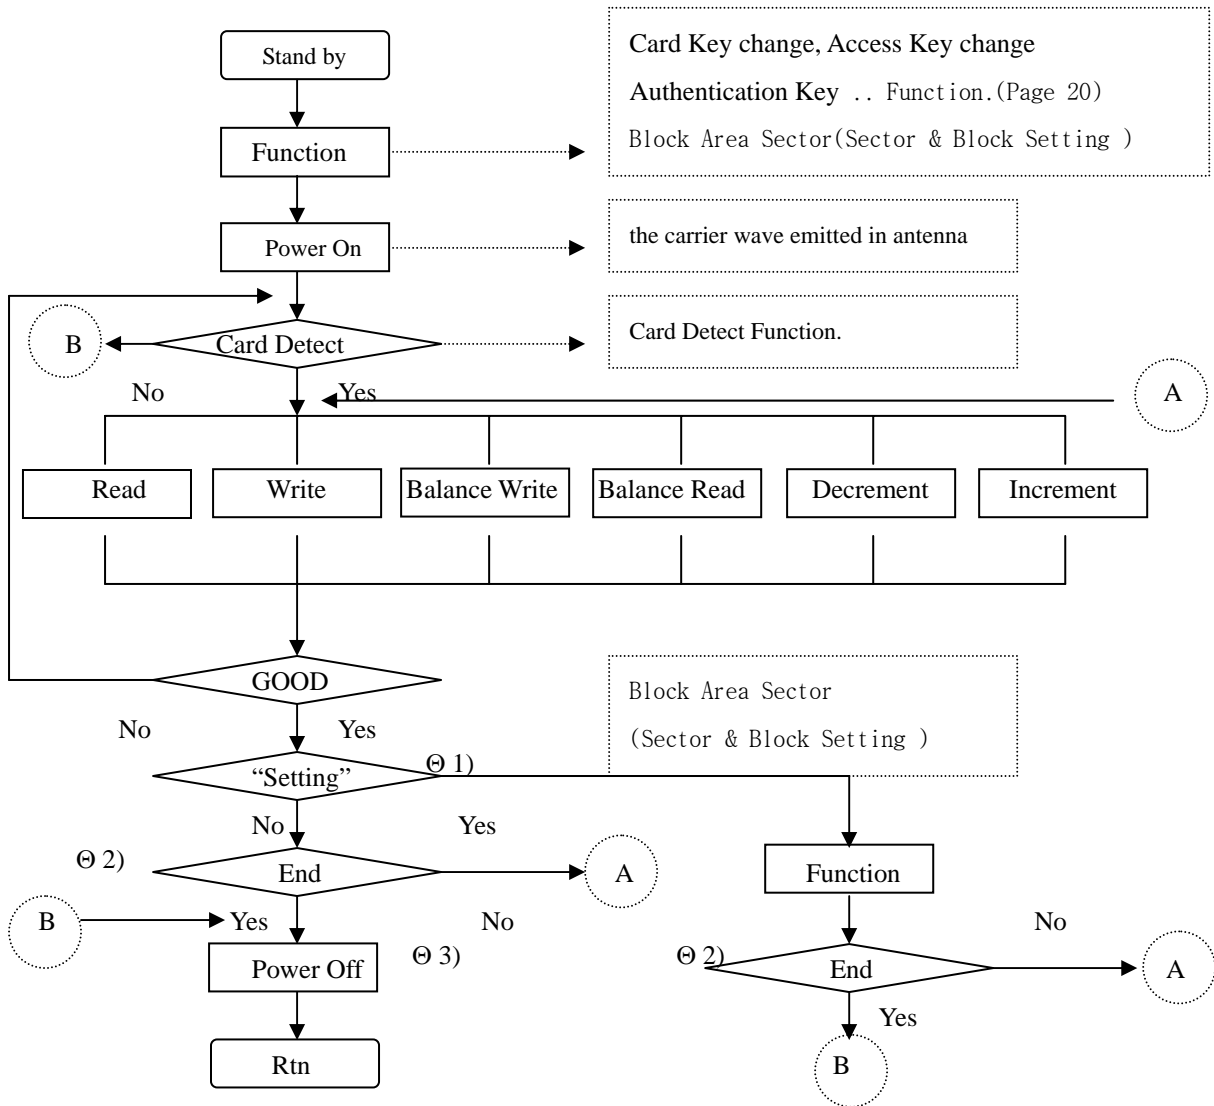 Stand by
Card Key change, Access Key change
Authentication Key .. Function.(Page 20)
Block Area Sector(Sector & Block Setting )
Function
Power On
the carrier wave emitted in antenna
B
Card Detect
Card Detect Function.
No
Yes
A
Read
Write
Balance Write
Balance Read
Decrement
Increment
GOOD
Block Area Sector
(Sector & Block Setting )
No
Yes
“Setting”
Θ 1)
No
Yes
Θ 2)
End
A
Function
B
Yes
No
No
Power Off
Θ 3)
Θ 2)
End
A
Yes
Rtn
B